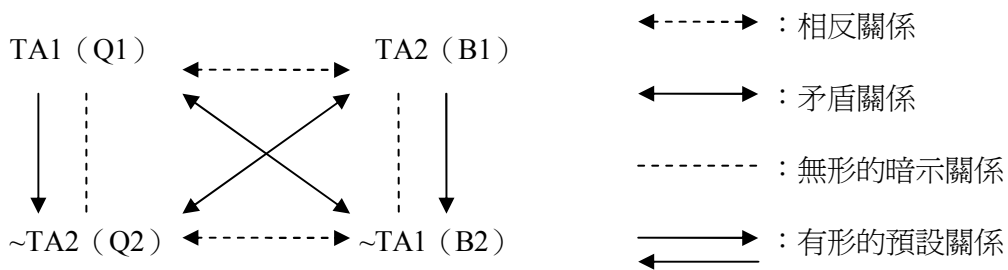 TA1（Q1）
TA2（B1）
~TA2（Q2）
~TA1（B2）
：相反關係
：矛盾關係
：無形的暗示關係
：有形的預設關係